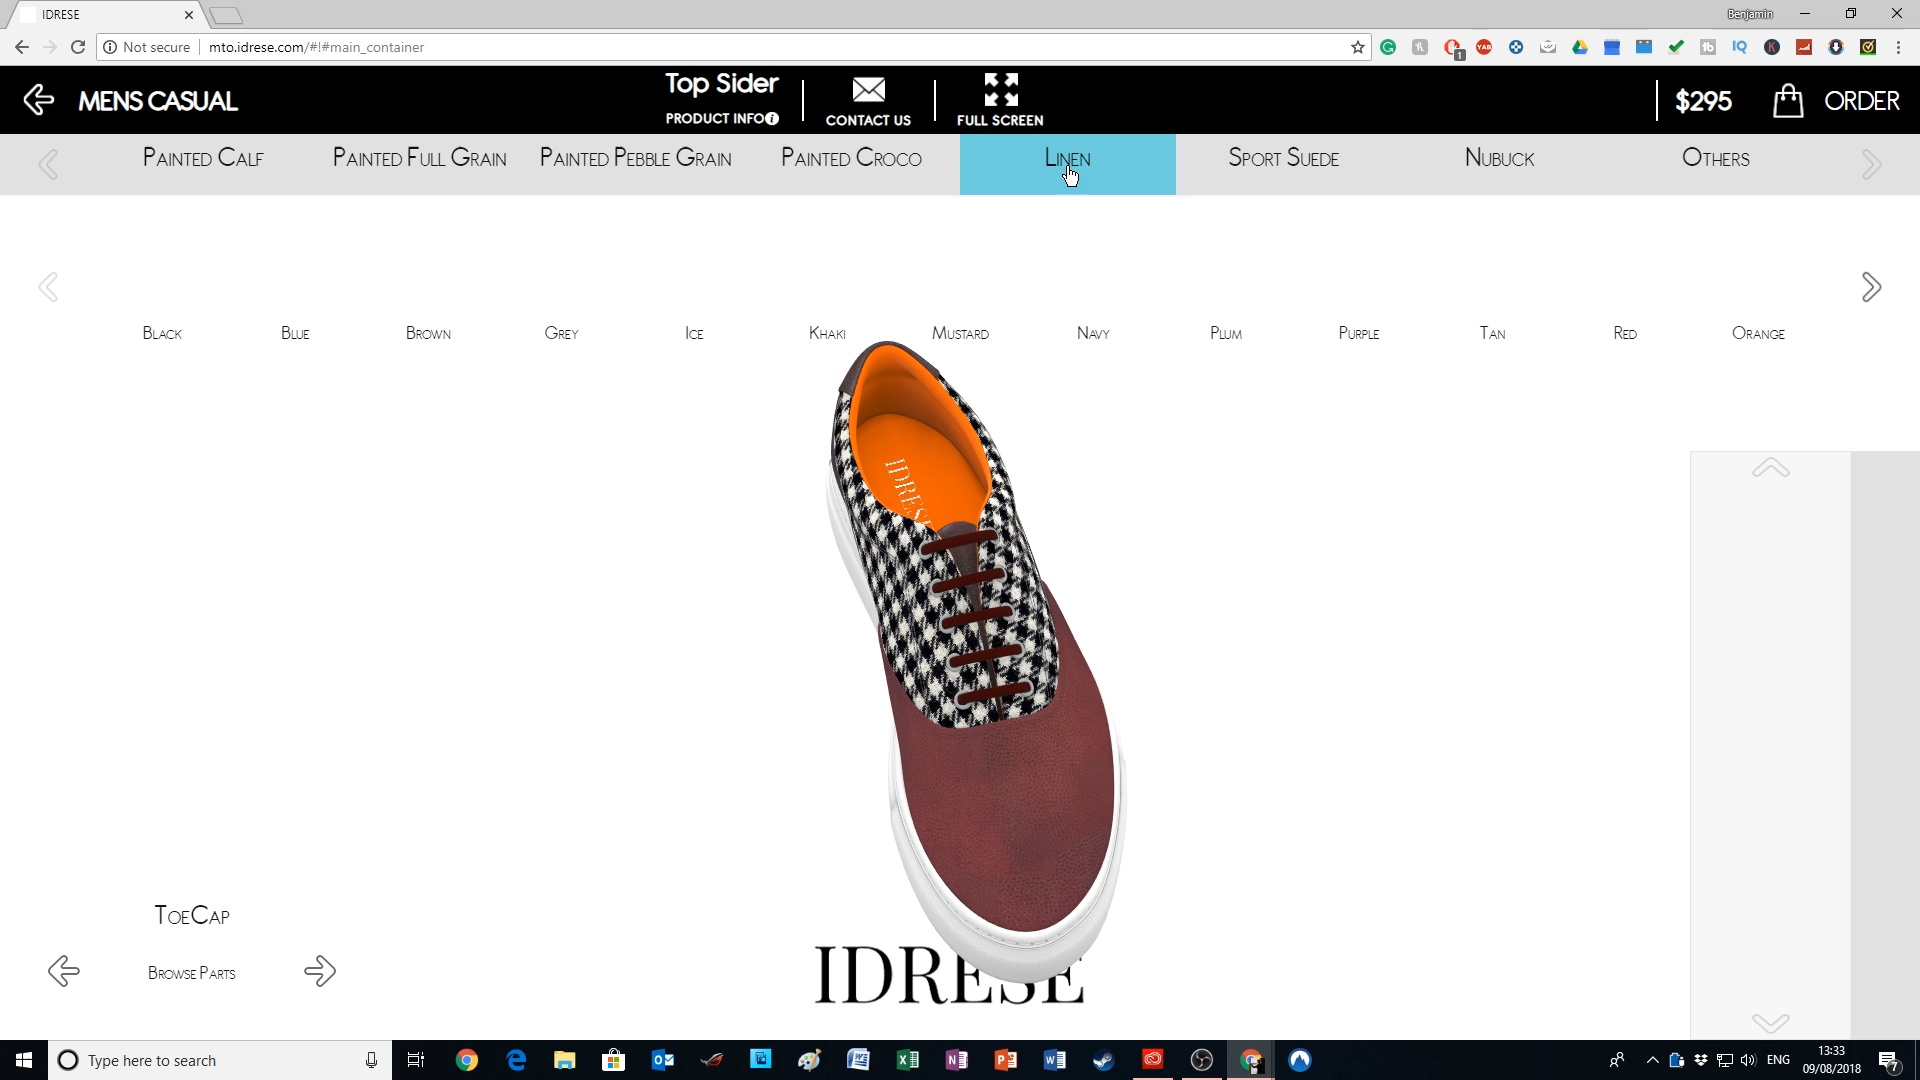 IDRESE
Benjamin
Not secure
mto.idrese.com/#!#main_container
1
MENS CASUAL
Top Sider
PRODUCT INFO
CONTACT US
FULL SCREEN
$295
ORDER
PAINTED CALF
PAINTED FULL GRAIN
PAINTED PEBBLE GRAIN
PAINTED CROCO
LINEN
SPORT SUEDE
NUBUCK
OTHERS
BLACK
BLUE
BROWN
GREY
ICE
KHAKI
MUSTARD
NAVY
PLUM
PURPLE
TAN
RED
ORANGE
IDRESE
TOECAP
BROWSE PARTS
IDRESE
Type here to search
ENG
13:33
09/08/2018
7